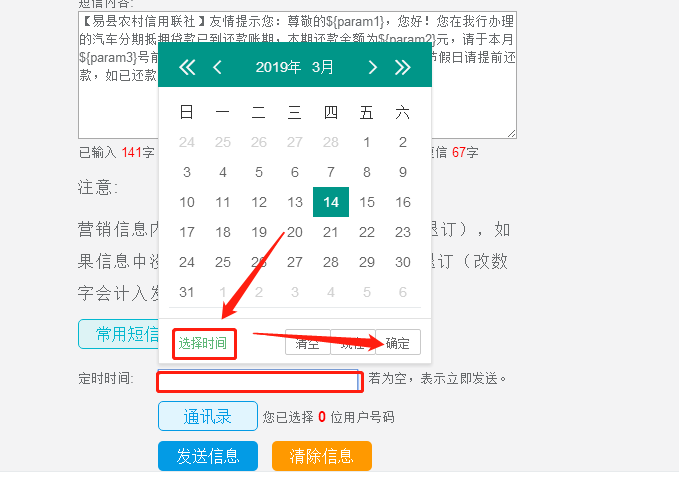 短信内容:
【易县农村信用联社】友情提示您：尊敬的${param1}，您好！您在我行办理
的汽车分期抵押贷款已到还款账期，本期还款金额为${param2}元，请于本月
${param3}号前
节假日请提前还
款，如已还款
« < 2019年 3月 > »
日 一 二 三 四 五 六
24 25 26 27 28 1 2
3 4 5 6 7 8 9
10 11 12 13 14 15 16
17 18 19 20 21 22 23
24 25 26 27 28 29 30
31 1 2 3 4 5 6
选择时间 清空 现在 确定
已输入 141字 信 67字
注意:
营销信息内 退订），如
果信息中没 退订（改数
字会计入发
常用短信
定时时间: 若为空，表示立即发送。
通讯录 您已选择 0 位用户号码
发送信息 清除信息